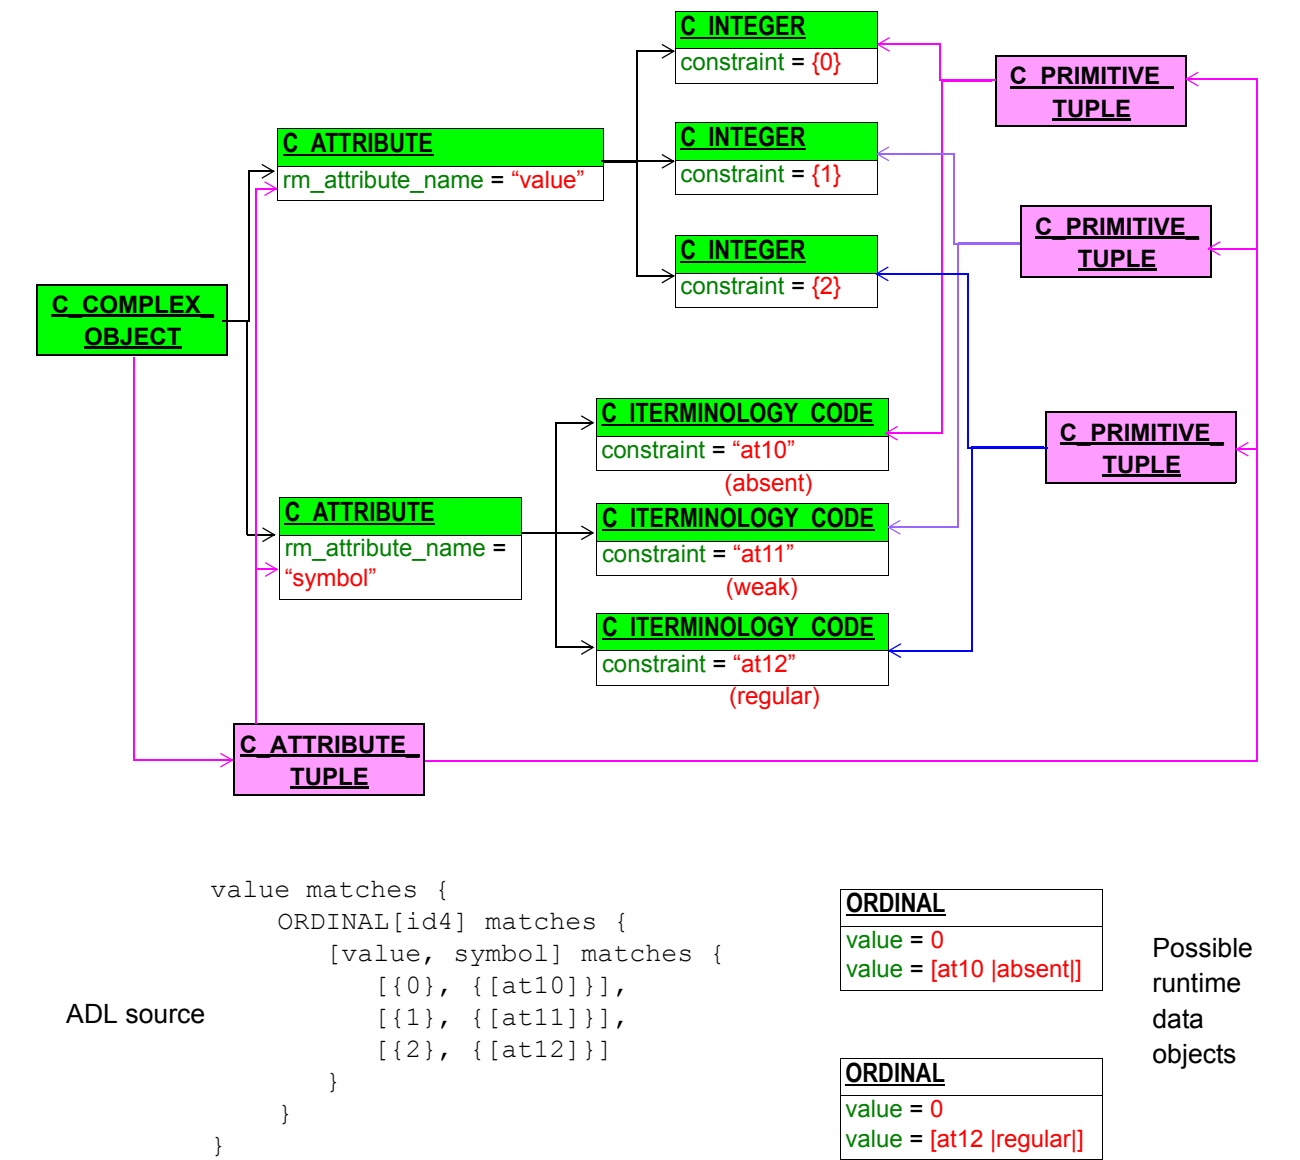 C_INTEGER
constraint = {0}
C_PRIMITIVE_
TUPLE
C_ATTRIBUTE
rm_attribute_name = “value”
C_INTEGER
constraint = {1}
C_PRIMITIVE_
TUPLE
C_INTEGER
constraint = {2}
C_COMPLEX_
OBJECT
C_ITERMINOLOGY_CODE
constraint = “at10”
(absent)
C_PRIMITIVE_
TUPLE
C_ATTRIBUTE
rm_attribute_name =
“symbol”
C_ITERMINOLOGY_CODE
constraint = “at11”
(weak)
C_ITERMINOLOGY_CODE
constraint = “at12”
(regular)
C_ATTRIBUTE_
TUPLE
ADL source
value matches {
ORDINAL[id4] matches {
[value, symbol] matches {
[{0}, {[at10]}],
[{1}, {[at11]}],
[{2}, {[at12]}]
}
}
}
ORDINAL
value = 0
value = [at10 |absent|]
ORDINAL
value = 0
value = [at12 |regular|]
Possible
runtime
data
objects